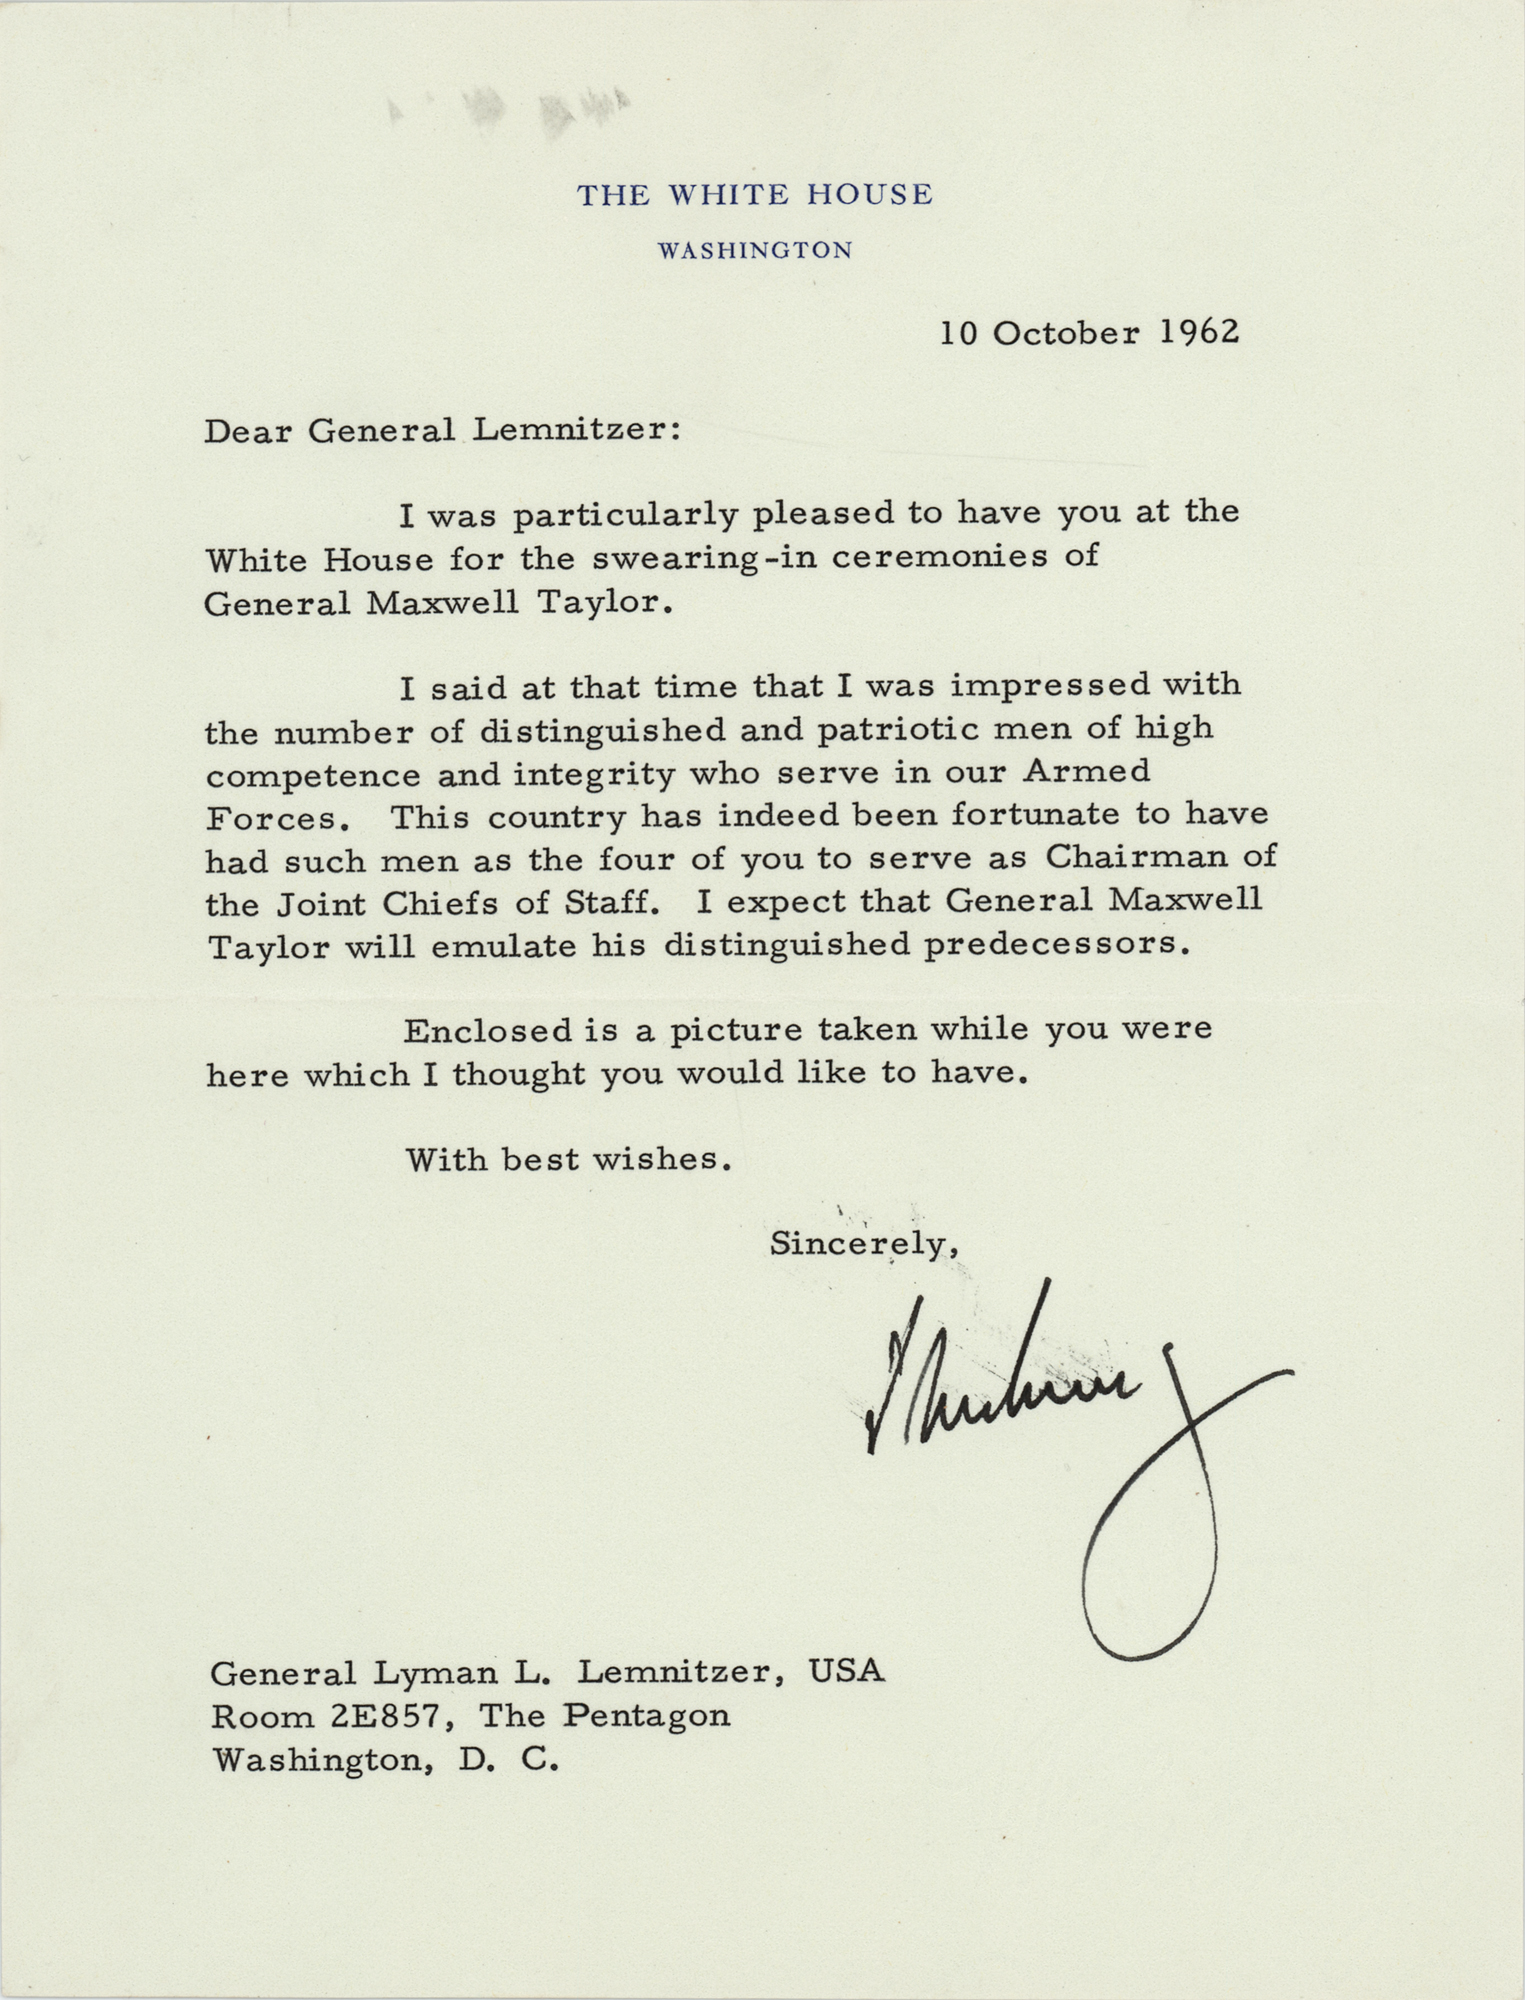 THE WHITE HOUSE
WASHINGTON
10 October 1962
Dear General Lemnitzer:
I was particularly pleased to have you at the
White House for the swearing-in ceremonies of
General Maxwell Taylor.
I said at that time that I was impressed with
the number of distinguished and patriotic men of high
competence and integrity who serve in our Armed
Forces. This country has indeed been fortunate to have
had such men as the four of you to serve as Chairman of
the Joint Chiefs of Staff. I expect that General Maxwell
Taylor will emulate his distinguished predecessors.
Enclosed is a picture taken while you were
here which I thought you would like to have.
With best wishes.
Sincerely,
General Lyman L. Lemnitzer, USA
Room 2E857, The Pentagon
Washington, D. C.